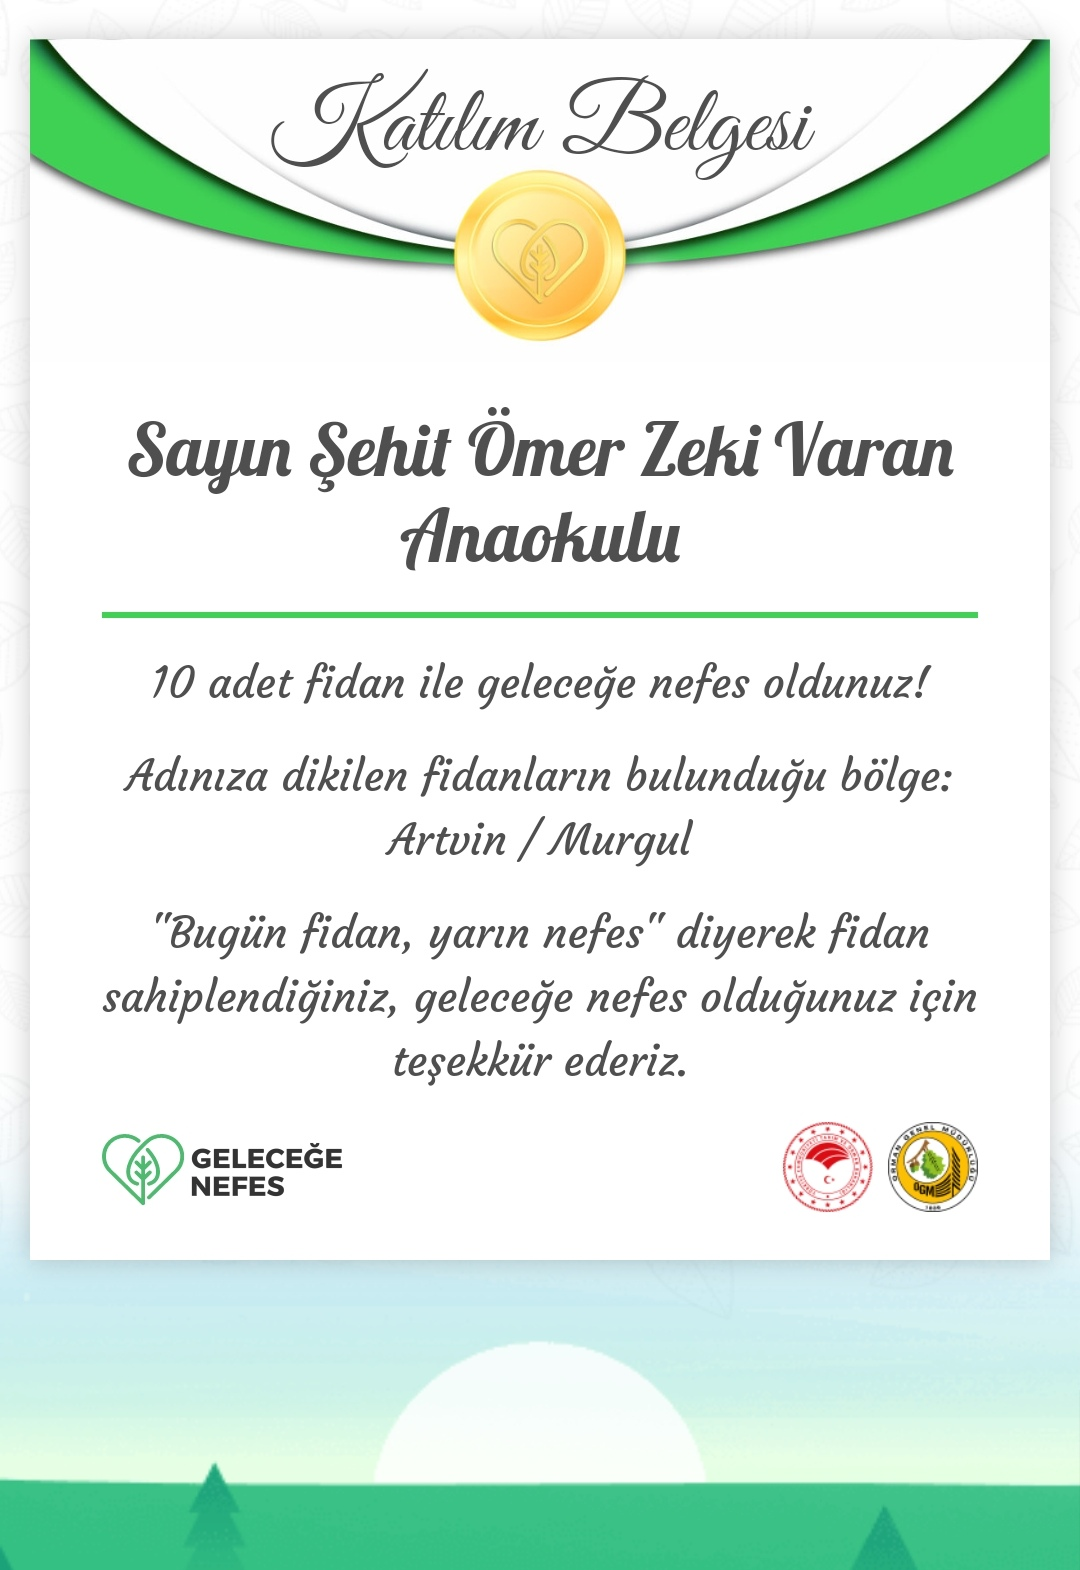 Katılım Belgesi
Sayın Şehit Ömer Zeki Varan
Anaokulu
10 adet fidan ile geleceğe nefes oldunuz!
Adınıza dikilen fidanların bulunduğu bölge:
Artvin / Murgul
"Bugün fidan, yarın nefes" diyerek fidan
sahiplendiğiniz, geleceğe nefes olduğunuz için
teşekkür ederiz.
GELECEĞE
NEFES
ORMAN GENEL MÜDÜRLÜĞÜ
OGM